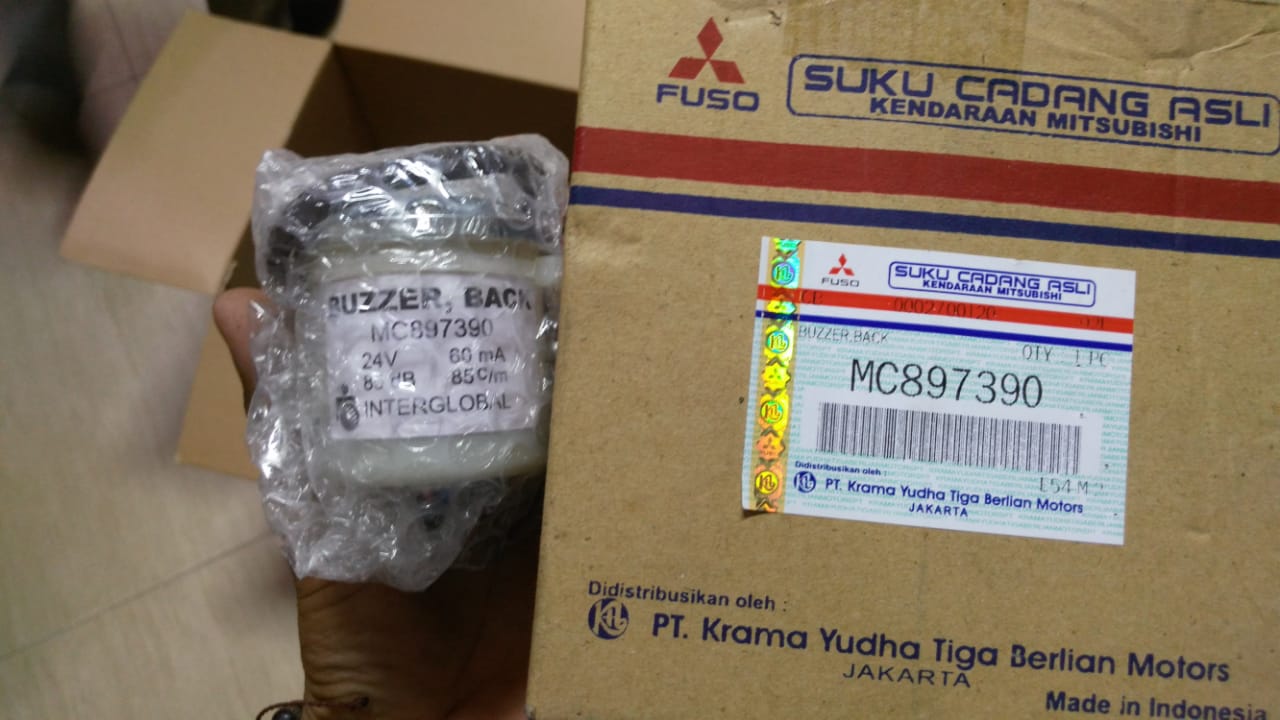 BUZZER, BACK
MC897390
24V 60 mA
85 c/m
INTERGLOBAL
FUSO
SUKU CADANG ASLI
KENDARAAN MITSUBISHI
FUSO
SUKU CADANG ASLI
KENDARAAN MITSUBISHI
0002700120
BUZZER.BACK
QTY 1 PC
MC897390
Didistribusikan oleh :
PT. Krama Yudha Tiga Berlian Motors
JAKARTA
Didistribusikan oleh :
PT. Krama Yudha Tiga Berlian Motors
JAKARTA
Made in Indonesia